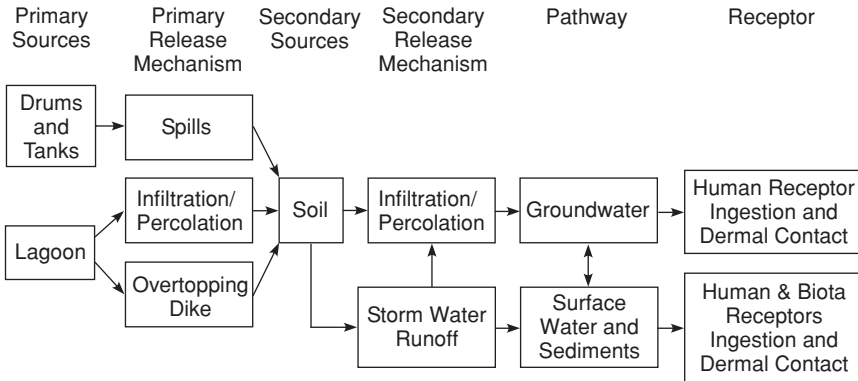 Primary
Sources
Primary
Release
Mechanism
Secondary
Sources
Secondary
Release
Mechanism
Pathway
Receptor
Drums
and
Tanks
Spills
Lagoon
Infiltration/
Percolation
Overtopping
Dike
Soil
Infiltration/
Percolation
Storm Water
Runoff
Groundwater
Surface
Water and
Sediments
Human Receptor
Ingestion and
Dermal Contact
Human & Biota
Receptors
Ingestion and
Dermal Contact